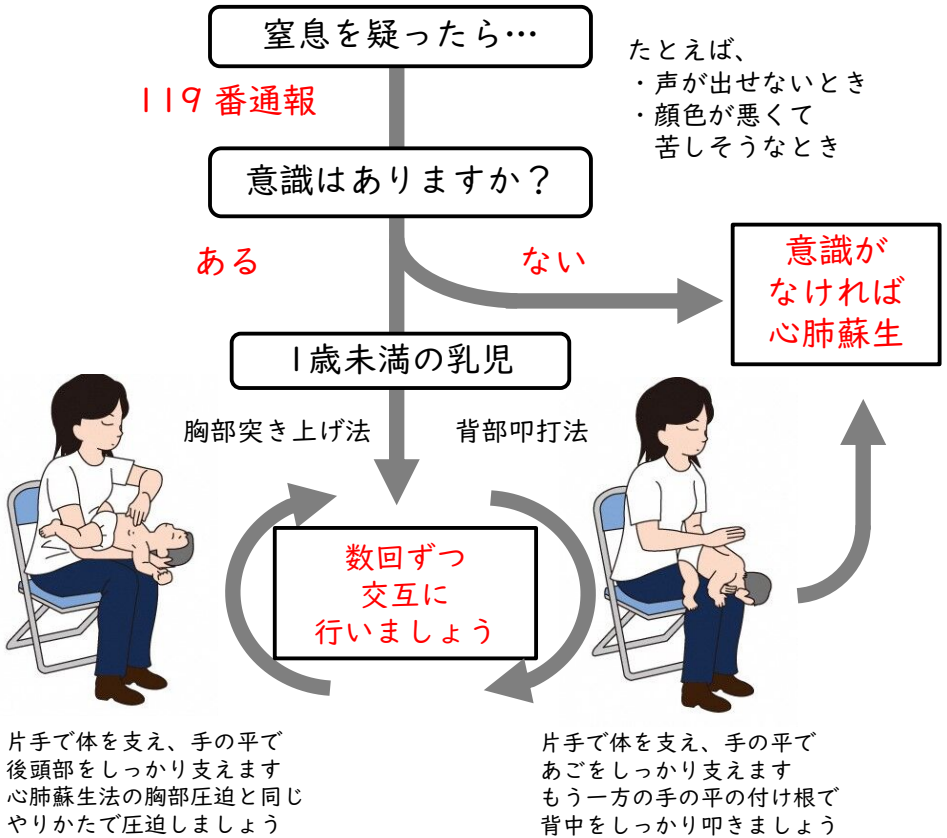 窒息を疑ったら…
たとえば、
・声が出せないとき
・顔色が悪くて
苦しそうなとき
119番通報
意識はありますか？
ある
ない
意識が
なければ
心肺蘇生
1歳未満の乳児
胸部突き上げ法
背部叩打法
数回ずつ
交互に
行いましょう
片手で体を支え、手の平で
後頭部をしっかり支えます
心肺蘇生法の胸部圧迫と同じ
やりかたで圧迫しましょう
片手で体を支え、手の平で
あごをしっかり支えます
もう一方の手の平の付け根で
背中をしっかり叩きましょう